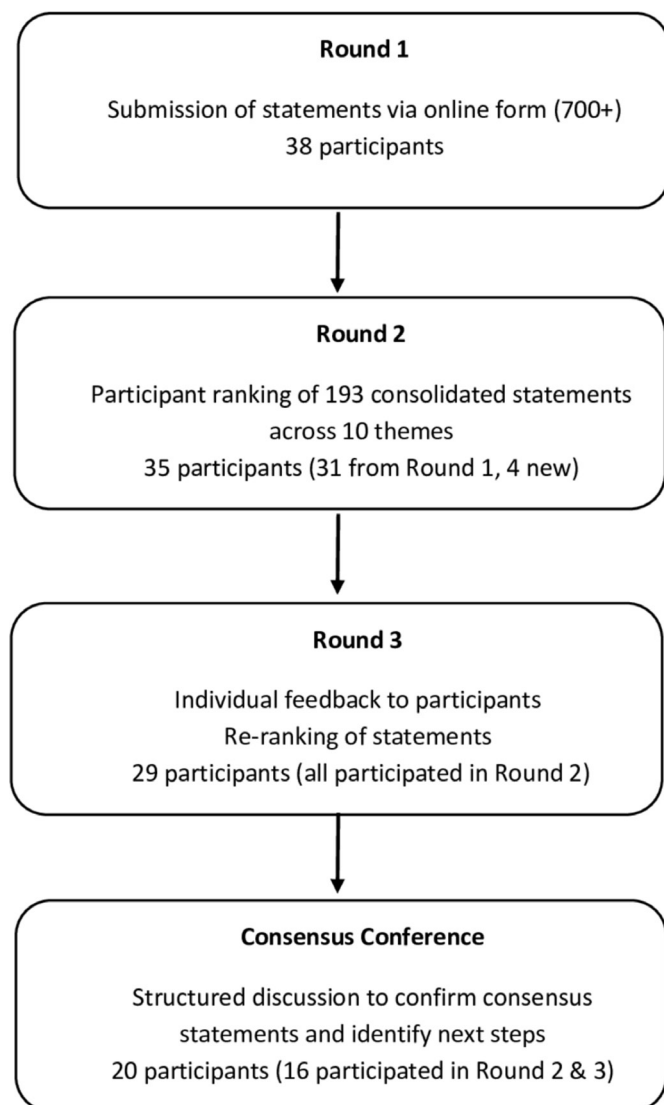 Round 1
Submission of statements via online form (700+)
38 participants
Round 2
Participant ranking of 193 consolidated statements
across 10 themes
35 participants (31 from Round 1, 4 new)
Round 3
Individual feedback to participants
Re-ranking of statements
29 participants (all participated in Round 2)
Consensus Conference
Structured discussion to confirm consensus
statements and identify next steps
20 participants (16 participated in Round 2 & 3)